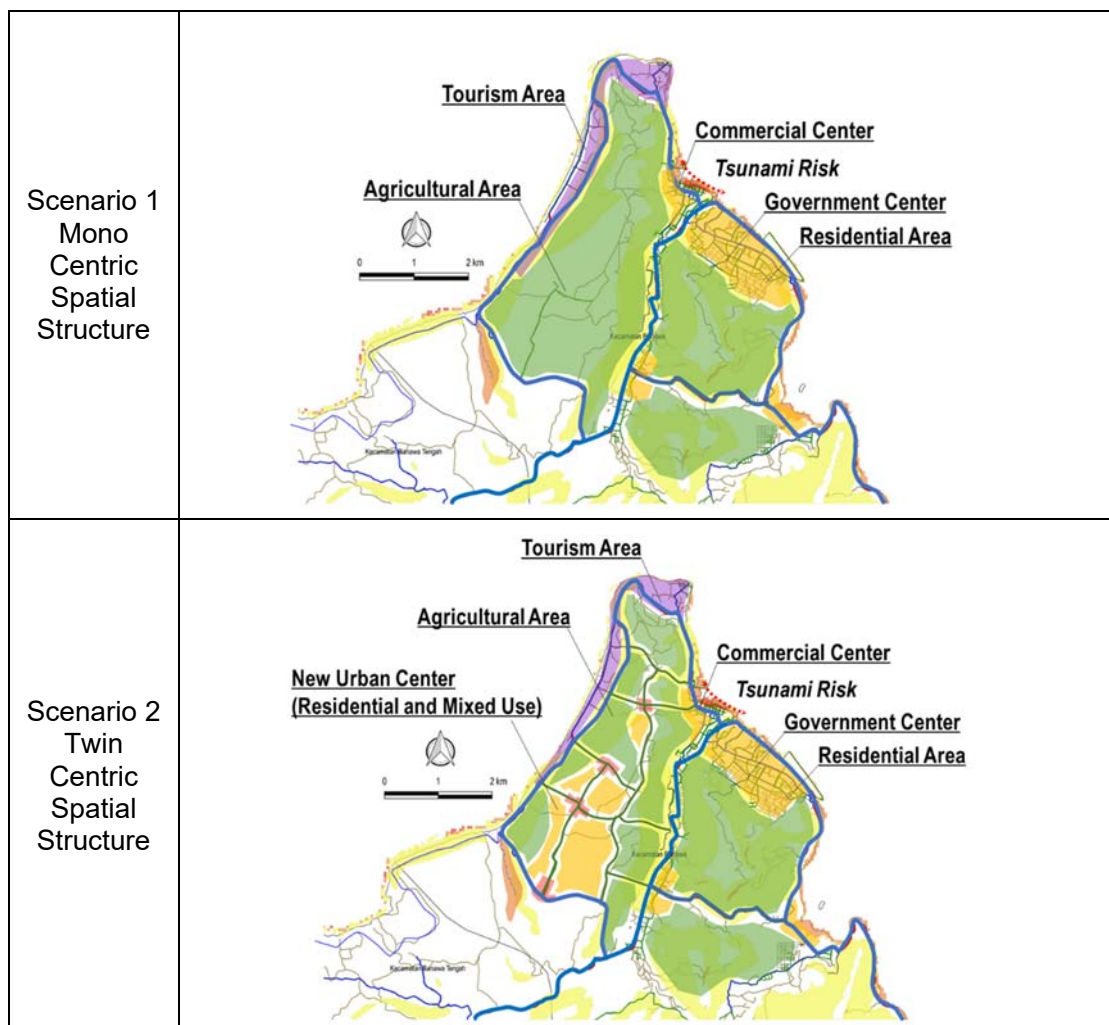 Scenario 1
Mono
Centric
Spatial
Structure
Tourism Area
Commercial Center
Tsunami Risk
Agricultural Area
Government Center
Residential Area
0 1 2 km
Kecamatan
Scenario 2
Twin
Centric
Spatial
Structure
Tourism Area
Agricultural Area
Commercial Center
New Urban Center
(Residential and Mixed Use)
Tsunami Risk
Government Center
Residential Area
0 1 2 km
Kecamatan